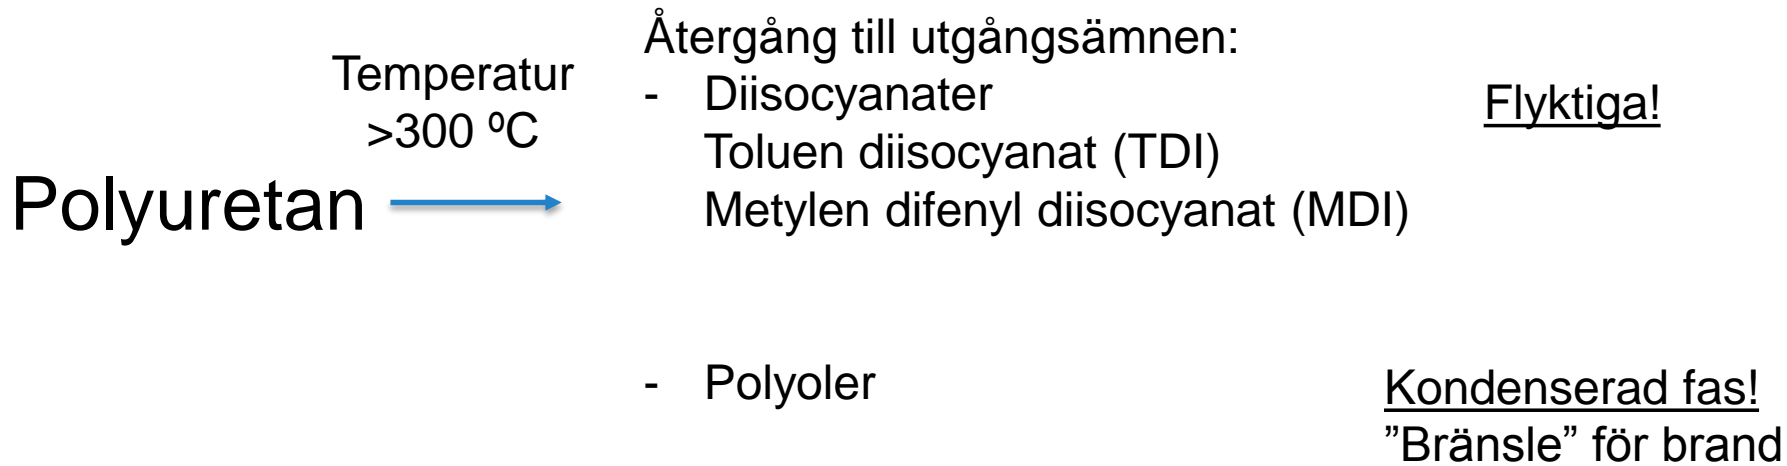 Polyuretan
Temperatur
>300 ºC
Återgång till utgångsämnen:
- Diisocyanater
Toluen diisocyanat (TDI)
Metylen difenyl diisocyanat (MDI)
Flyktiga!
- Polyoler
Kondenserad fas!
”Bränsle” för brand